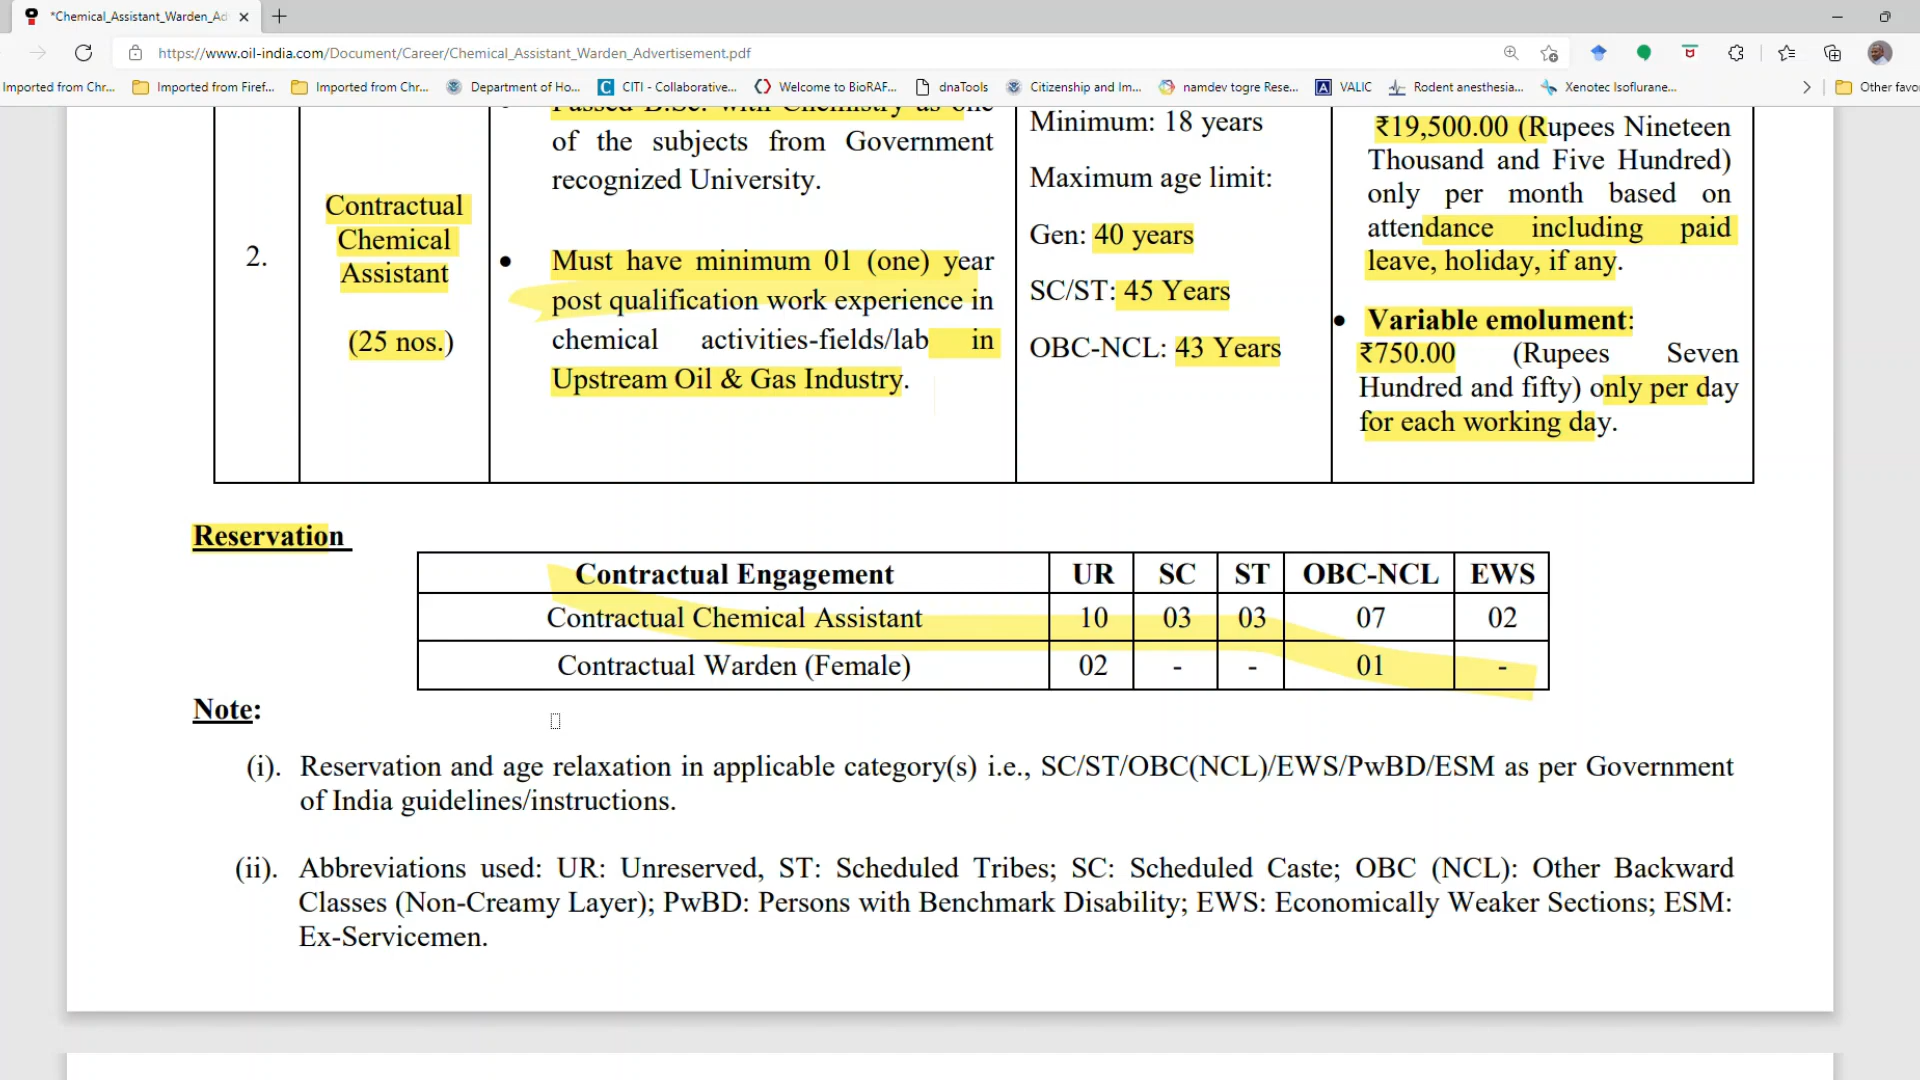 *Chemical_Assistant_Warden_Ad
https://www.oil-india.com/Document/Career/Chemical_Assistant_Warden_Advertisement.pdf
Imported from Chr... Imported from Firef... Imported from Chr... Department of Ho... CITI - Collaborative... Welcome to BioRAF... dnaTools Citizenship and Im... namdev togre Rese... VALIC Rodent anesthesia... Xenotec Isoflurane... Other favo
2.
Contractual
Chemical
Assistant
(25 nos.)
Passed B.Sc. with Chemistry as one
of the subjects from Government
recognized University.
• Must have minimum 01 (one) year
post qualification work experience in
chemical activities-fields/lab in
Upstream Oil & Gas Industry.
Minimum: 18 years
Maximum age limit:
Gen: 40 years
SC/ST: 45 Years
OBC-NCL: 43 Years
₹19,500.00 (Rupees Nineteen
Thousand and Five Hundred)
only per month based on
attendance including paid
leave, holiday, if any.
• Variable emolument:
₹750.00 (Rupees Seven
Hundred and fifty) only per day
for each working day.
Reservation
Contractual Engagement UR SC ST OBC-NCL EWS
Contractual Chemical Assistant 10 03 03 07 02
Contractual Warden (Female) 02 - - 01 -
Note:
(i). Reservation and age relaxation in applicable category(s) i.e., SC/ST/OBC(NCL)/EWS/PwBD/ESM as per Government
of India guidelines/instructions.
(ii). Abbreviations used: UR: Unreserved, ST: Scheduled Tribes; SC: Scheduled Caste; OBC (NCL): Other Backward
Classes (Non-Creamy Layer); PwBD: Persons with Benchmark Disability; EWS: Economically Weaker Sections; ESM:
Ex-Servicemen.